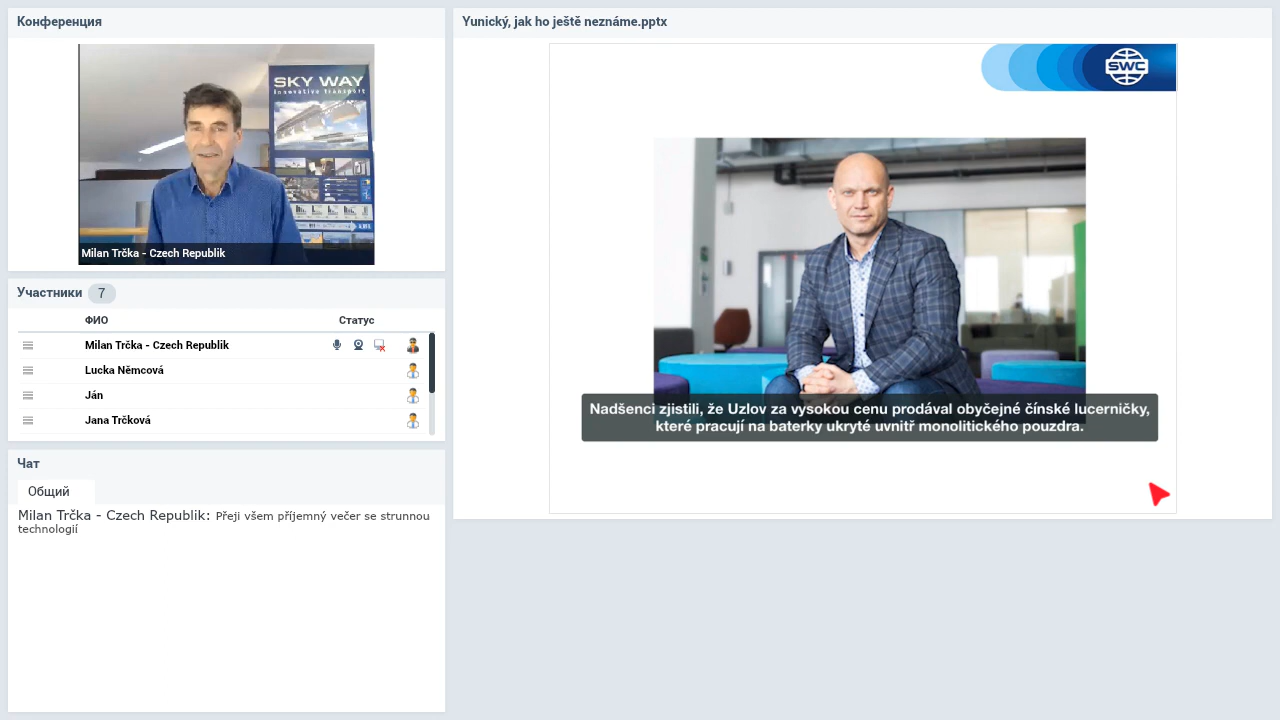 Конференция
SKY WAY
innovative transport
Milan Trčka - Czech Republik
Участники 7
ФИО Статус
Milan Trčka - Czech Republik
Lucka Němcová
Ján
Jana Trčková
Чат
Общий
Milan Trčka - Czech Republik: Přeji všem příjemný večer se strunnou
technologií
Yunický, jak ho ještě neznáme.pptx
SWC
Nadšenci zjistili, že Uzlov za vysokou cenu prodával obyčejné čínské lucerničky,
které pracují na baterky ukryté uvnitř monolitického pouzdra.